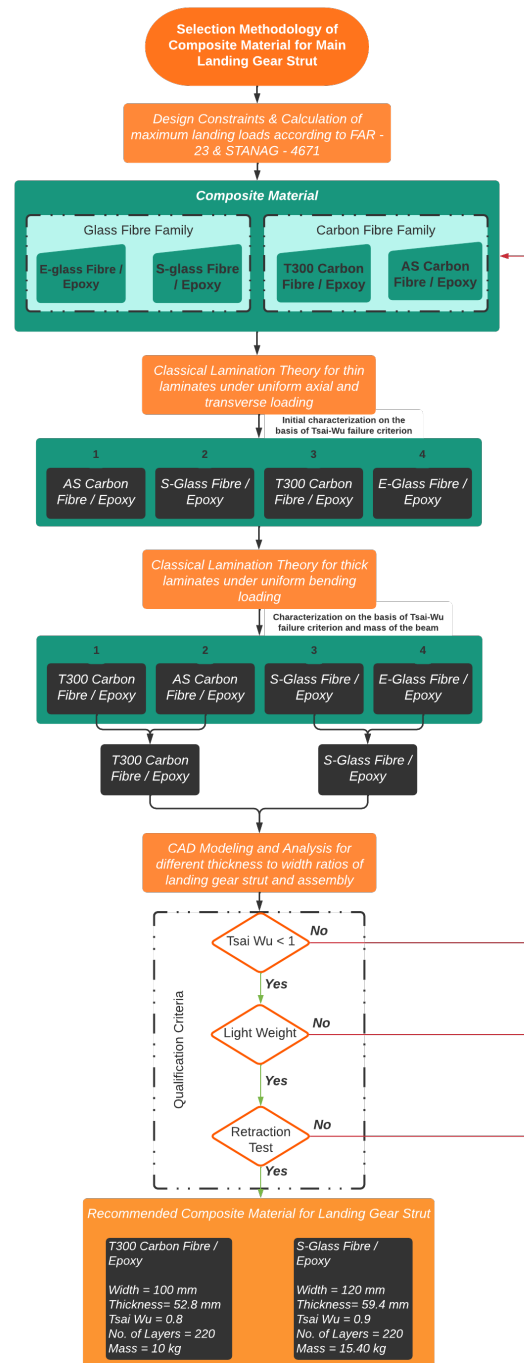 Selection Methodology of
Composite Material for Main
Landing Gear Strut
Design Constraints & Calculation of
maximum landing loads according to FAR -
23 & STANAG - 4671
Composite Material
Glass Fibre Family
E-glass Fibre /
Epoxy
S-glass Fibre
/ Epoxy
Carbon Fibre Family
T300 Carbon
Fibre / Epxoy
AS Carbon
Fibre / Epoxy
Classical Lamination Theory for thin
laminates under uniform axial and
transverse loading
Initial characterization on the
basis of Tsai-Wu failure criterion
1
AS Carbon
Fibre / Epoxy
2
S-Glass Fibre /
Epoxy
3
T300 Carbon
Fibre / Epoxy
4
E-Glass Fibre /
Epoxy
Classical Lamination Theory for thick
laminates under uniform bending
loading
Characterization on the basis of Tsai-Wu
failure criterion and mass of the beam
1
T300 Carbon
Fibre / Epoxy
2
AS Carbon
Fibre / Epoxy
3
S-Glass Fibre /
Epoxy
4
E-Glass Fibre /
Epoxy
T300 Carbon
Fibre / Epoxy
S-Glass Fibre /
Epoxy
CAD Modeling and Analysis for
different thickness to width ratios of
landing gear strut and assembly
Qualification Criteria
Tsai Wu < 1
No
Yes
Light Weight
No
Yes
Retraction
Test
No
Yes
Recommended Composite Material for Landing Gear Strut
T300 Carbon Fibre /
Epoxy
Width = 100 mm
Thickness= 52.8 mm
Tsai Wu = 0.8
No. of Layers = 220
Mass = 10 kg
S-Glass Fibre /
Epoxy
Width = 120 mm
Thickness = 59.4 mm
Tsai Wu = 0.9
No. of Layers = 220
Mass = 15.40 kg